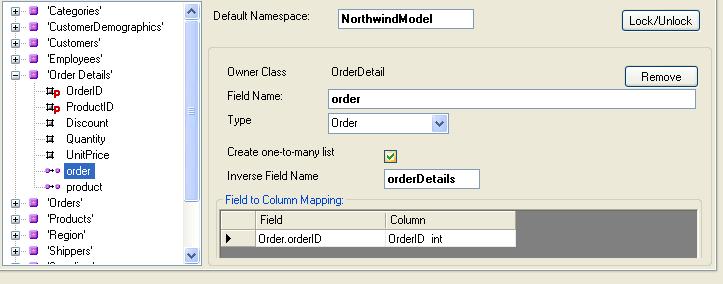 'Categories'
'CustomerDemographics'
'Customers'
'Employees'
'Order Details'
OrderID
ProductID
Discount
Quantity
UnitPrice
order
product
'Orders'
'Products'
'Region'
'Shippers'
Default Namespace: NorthwindModel Lock/Unlock
Owner Class OrderDetail Remove
Field Name: order
Type Order
Create one-to-many list
Inverse Field Name orderDetails
Field to Column Mapping:
Field Column
Order.orderID OrderID int